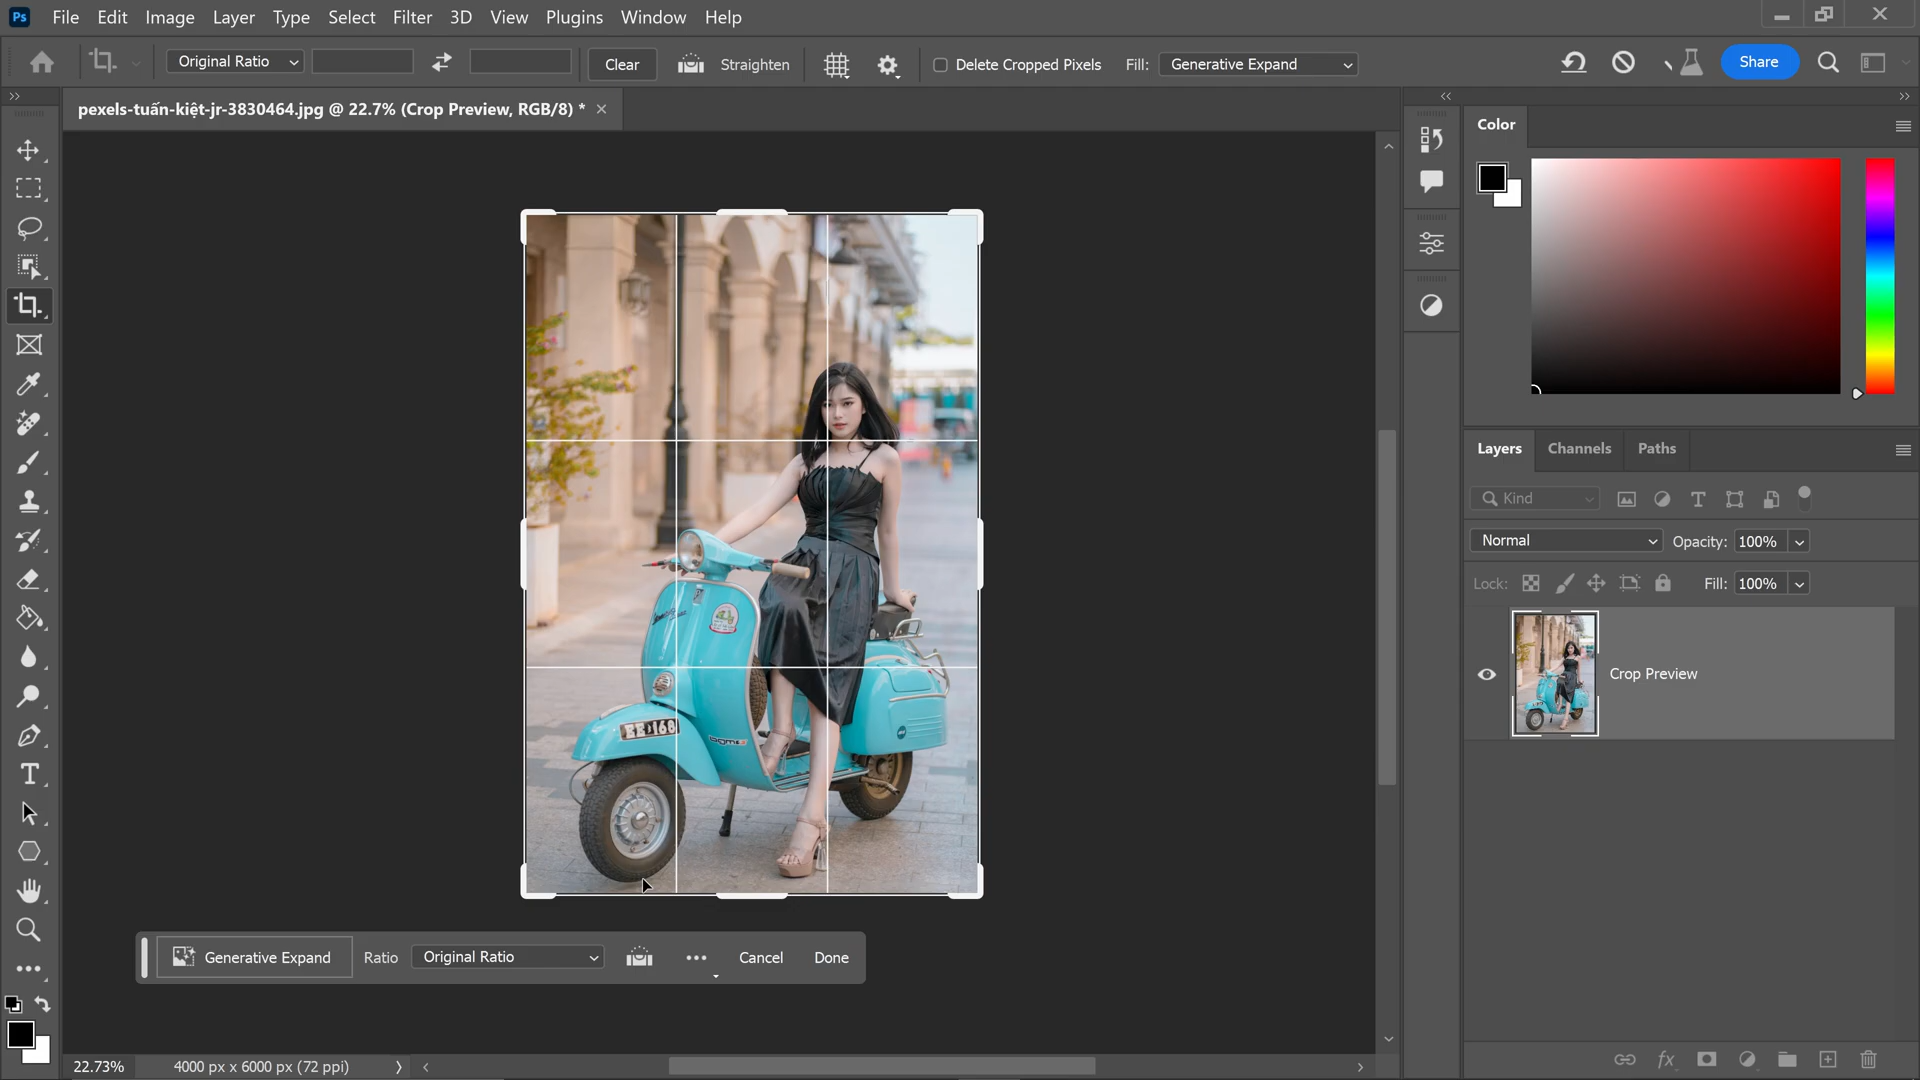 Ps File Edit Image Layer Type Select Filter 3D View Plugins Window Help
Original Ratio Clear Straighten Delete Cropped Pixels Fill: Generative Expand Share
pexels-tuấn-kiệt-jr-3830464.jpg @ 22.7% (Crop Preview, RGB/8) *
Color
Layers Channels Paths
Kind
Normal Opacity: 100%
Lock: Fill: 100%
Crop Preview
EE 168
Generative Expand Ratio Original Ratio Cancel Done
22.73% 4000 px x 6000 px (72 ppi)
fx